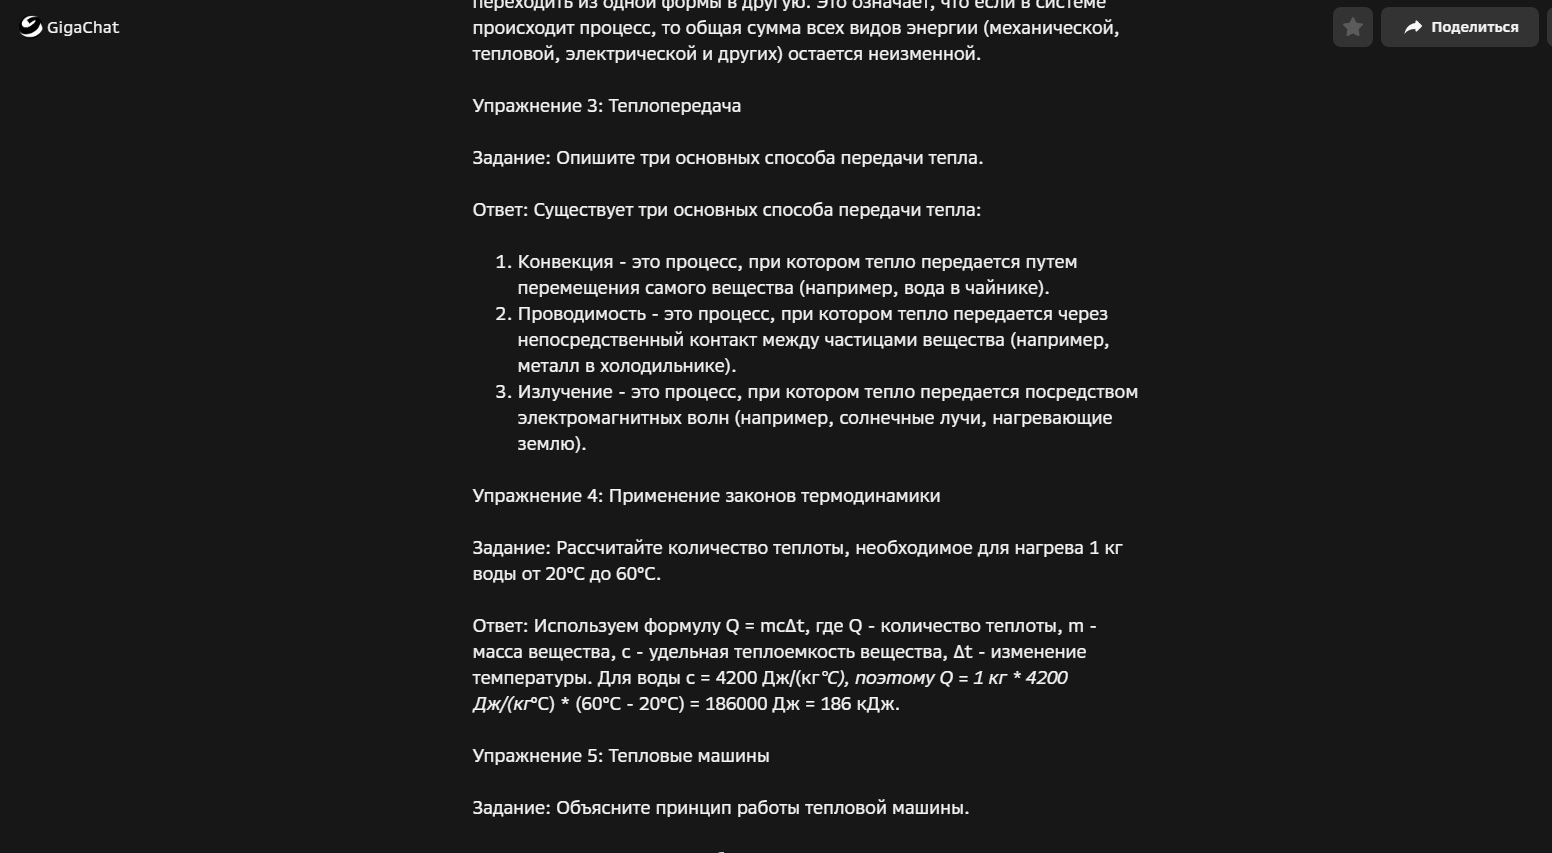 GigaChat
Поделиться
переходить из одной формы в другую. Это означает, что если в системе
происходит процесс, то общая сумма всех видов энергии (механической,
тепловой, электрической и других) остается неизменной.
Упражнение 3: Теплопередача
Задание: Опишите три основных способа передачи тепла.
Ответ: Существует три основных способа передачи тепла:
1. Конвекция - это процесс, при котором тепло передается путем
перемещения самого вещества (например, вода в чайнике).
2. Проводимость - это процесс, при котором тепло передается через
непосредственный контакт между частицами вещества (например,
металл в холодильнике).
3. Излучение - это процесс, при котором тепло передается посредством
электромагнитных волн (например, солнечные лучи, нагревающие
землю).
Упражнение 4: Применение законов термодинамики
Задание: Рассчитайте количество теплоты, необходимое для нагрева 1 кг
воды от 20°C до 60°C.
Ответ: Используем формулу Q = mcΔt, где Q - количество теплоты, m -
масса вещества, c - удельная теплоемкость вещества, Δt - изменение
температуры. Для воды c = 4200 Дж/(кг°C), поэтому Q = 1 кг * 4200
Дж/(кг°C) * (60°C - 20°C) = 186000 Дж = 186 кДж.
Упражнение 5: Тепловые машины
Задание: Объясните принцип работы тепловой машины.